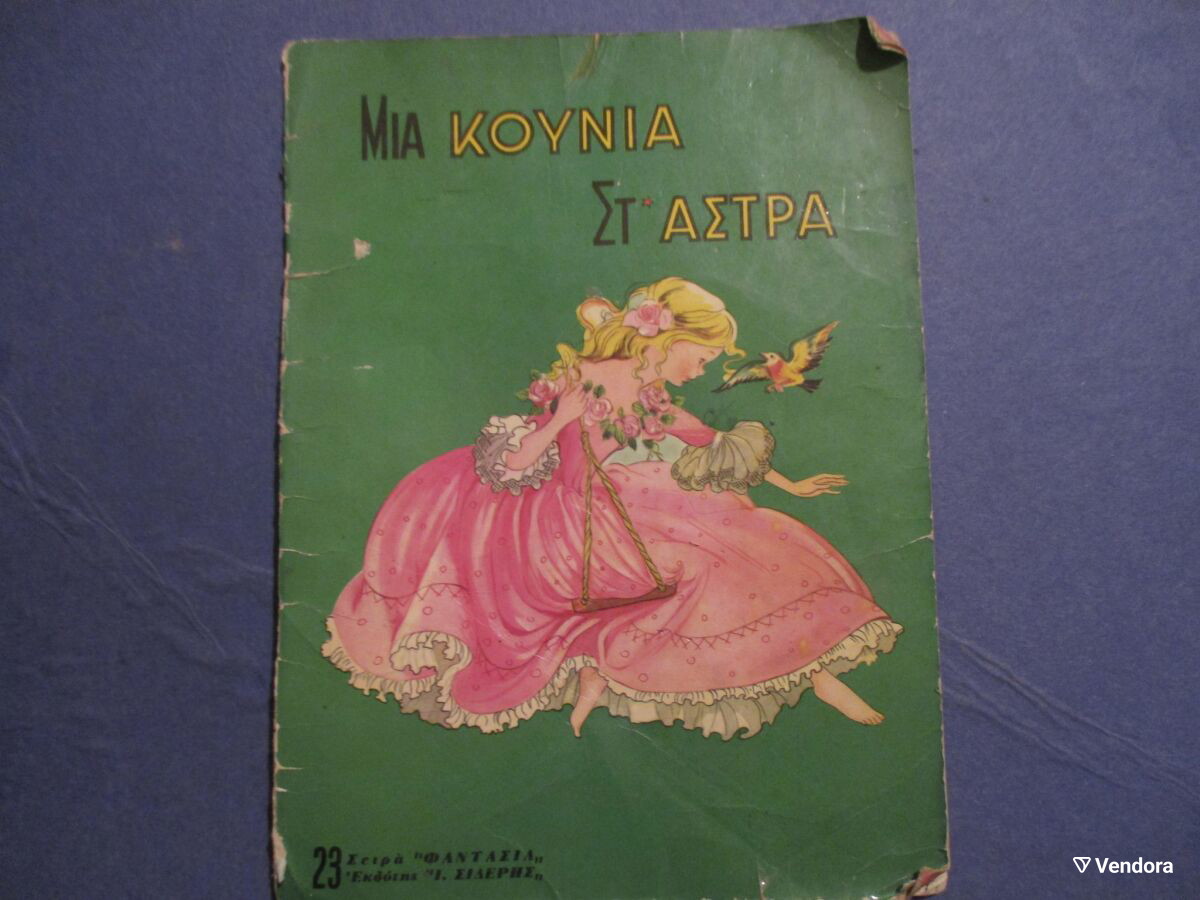 ΜΙΑ ΚΟΥΝΙΑ
ΣΤ' ΑΣΤΡΑ
23 Σειρὰ "ΦΑΝΤΑΣΙΑ"
Ἐκδότης "Ι. ΣΙΔΕΡΗΣ"
Vendora